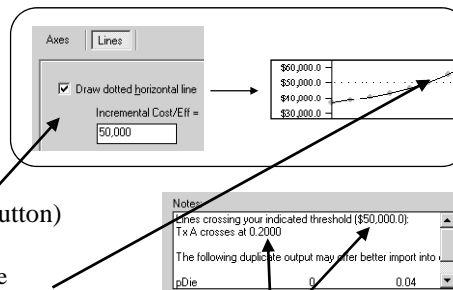 Axes Lines
Draw dotted horizontal line
Incremental Cost/Eff =
50,000
$60,000.0
$50,000.0
$40,000.0
$30,000.0
utton)
e
Notes:
Lines crossing your indicated threshold ($50,000.0):
Tx A crosses at 0.2000
The following duplicate output may offer better import into
pDie 0 0.04